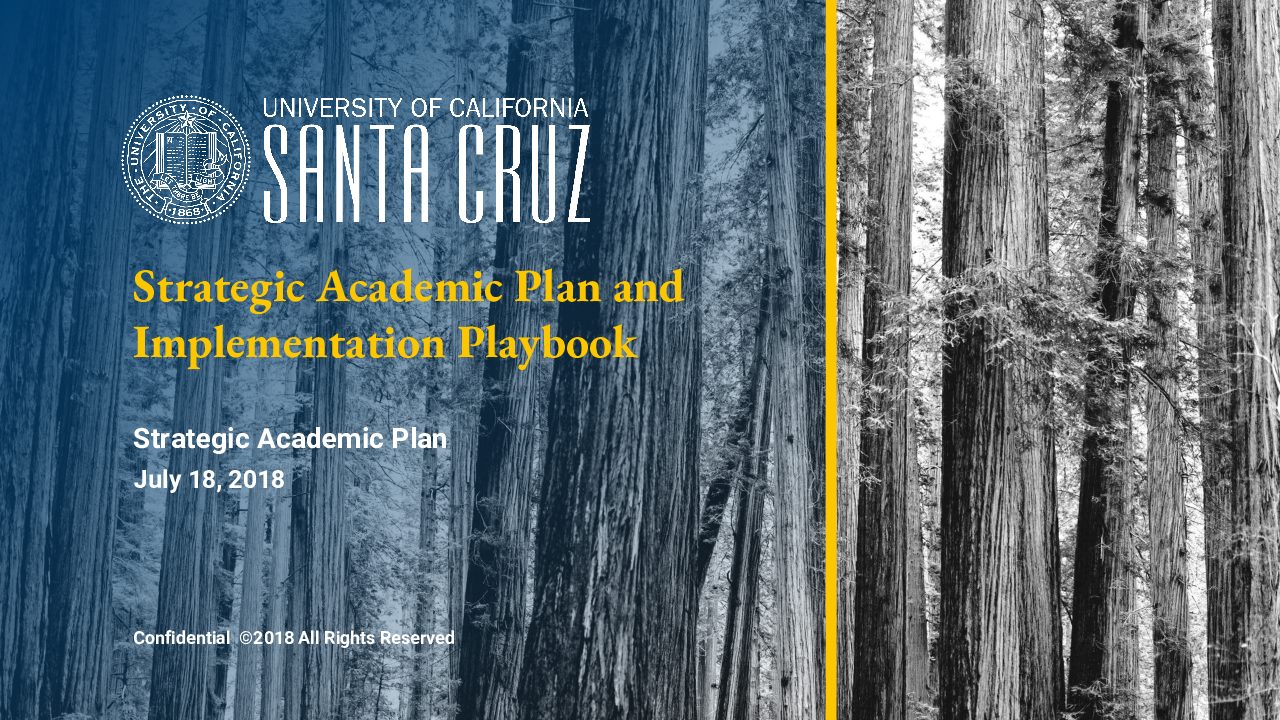 THE · UNIVERSITY · OF · CALIFORNIA ·
· 1868 ·
UNIVERSITY OF CALIFORNIA
SANTA CRUZ
Strategic Academic Plan and
Implementation Playbook
Strategic Academic Plan
July 18, 2018
Confidential ©2018 All Rights Reserved